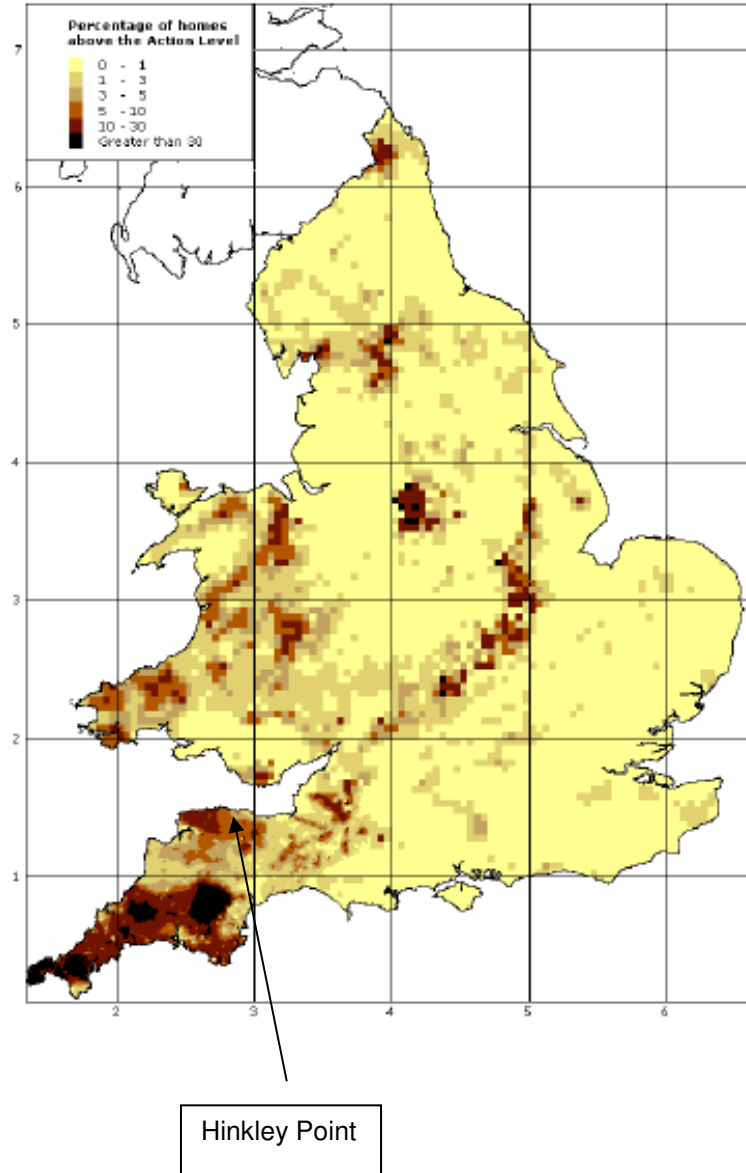 Percentage of homes
above the Action Level
0 - 1
1 - 3
3 - 5
5 - 10
10 - 30
Greater than 30
7
6
5
4
3
2
1
2 3 4 5 6
Hinkley Point